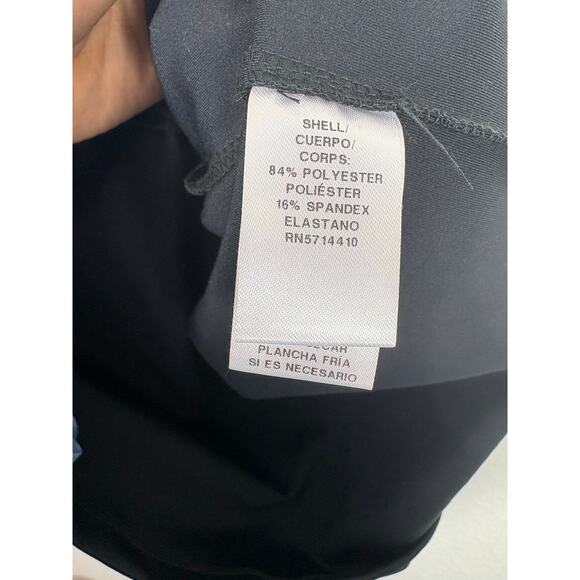 SHELL/
CUERPO/
CORPS:
84% POLYESTER
POLIÉSTER
16% SPANDEX
ELASTANO
RN5714410
PLANCHA FRÍA
SI ES NECESARIO